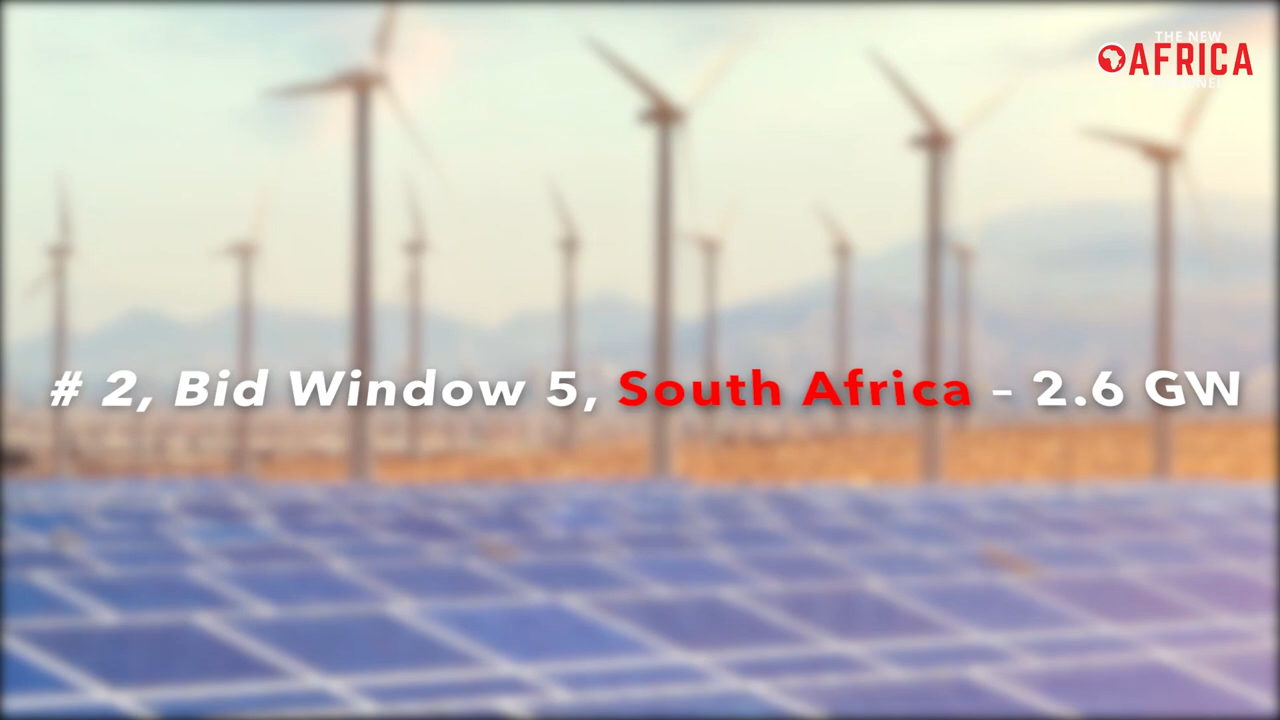 THE NEW
AFRICA
# 2, Bid Window 5, South Africa – 2.6 GW